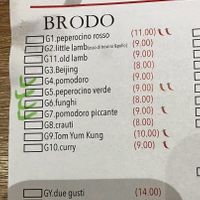 BRODO
G1.peperocino rosso (11.00)
G2.little lamb (9.00)
G11.old lamb (9.00)
G3.Beijing (8.00)
G4.pomodoro (9.00)
G5.peperocino verde (9.00)
G6.funghi (9.00)
G7.pomodoro piccante (9.00)
G8.crauti (9.00)
G9.Tom Yum Kung (10.00)
G10.curry (9.00)
GY.due gusti (14.00)